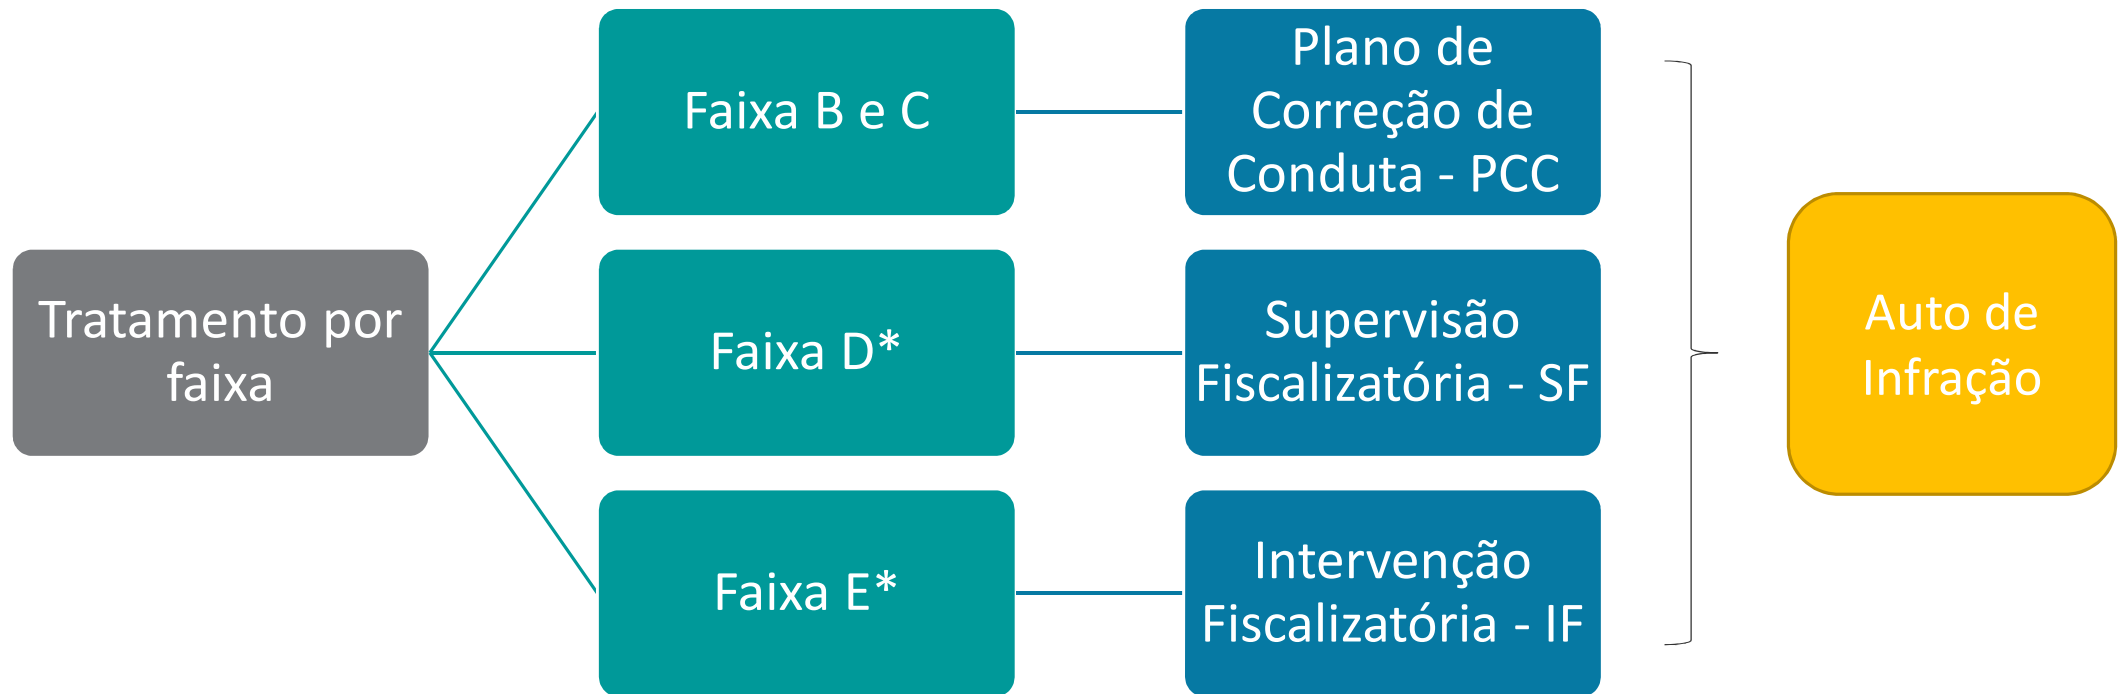 Tratamento por
faixa
Faixa B e C
Plano de
Correção de
Conduta - PCC
Faixa D*
Supervisão
Fiscalizatória - SF
Faixa E*
Intervenção
Fiscalizatória - IF
Auto de
Infração